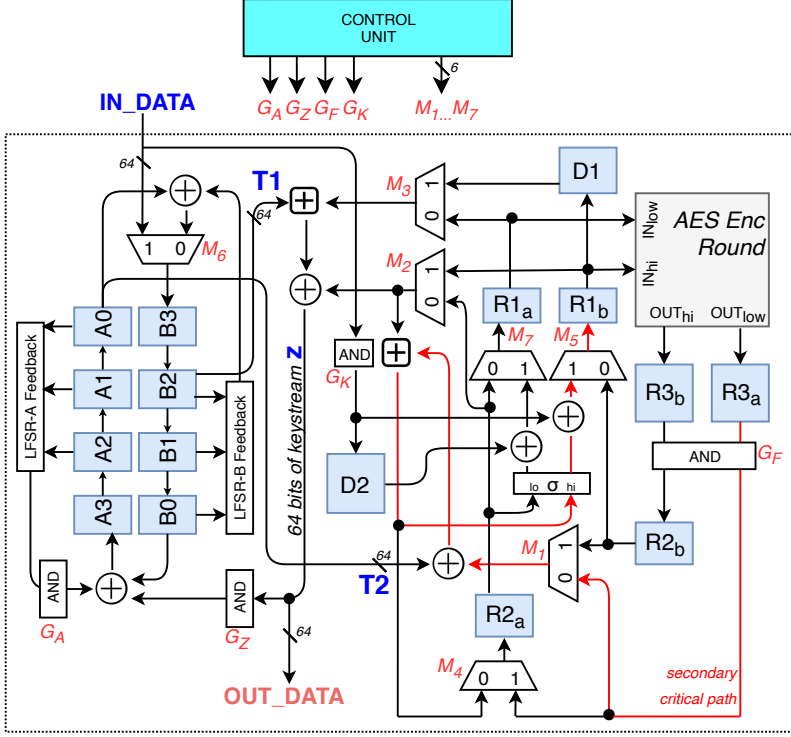 CONTROL
UNIT
6
G_A G_Z G_F G_K M_1...M_7
IN_DATA
64
T1
64
M_3
1
0
D1
AES Enc
Round
IN_low
IN_hi
OUT_hi OUT_low
1 0 M_6
M_2
1
0
R1_a
R1_b
M_7
M_5
A0
B3
A1
B2
A2
B1
A3
B0
LFSR-A Feedback
LFSR-B Feedback
64 bits of keystream z
AND
G_K
0 1
1 0
R3_b
R3_a
AND
G_F
D2
lo σ hi
R2_b
M_1
1
0
64
T2
AND
G_A
AND
G_Z
R2_a
64
M_4
0 1
secondary
critical path
OUT_DATA